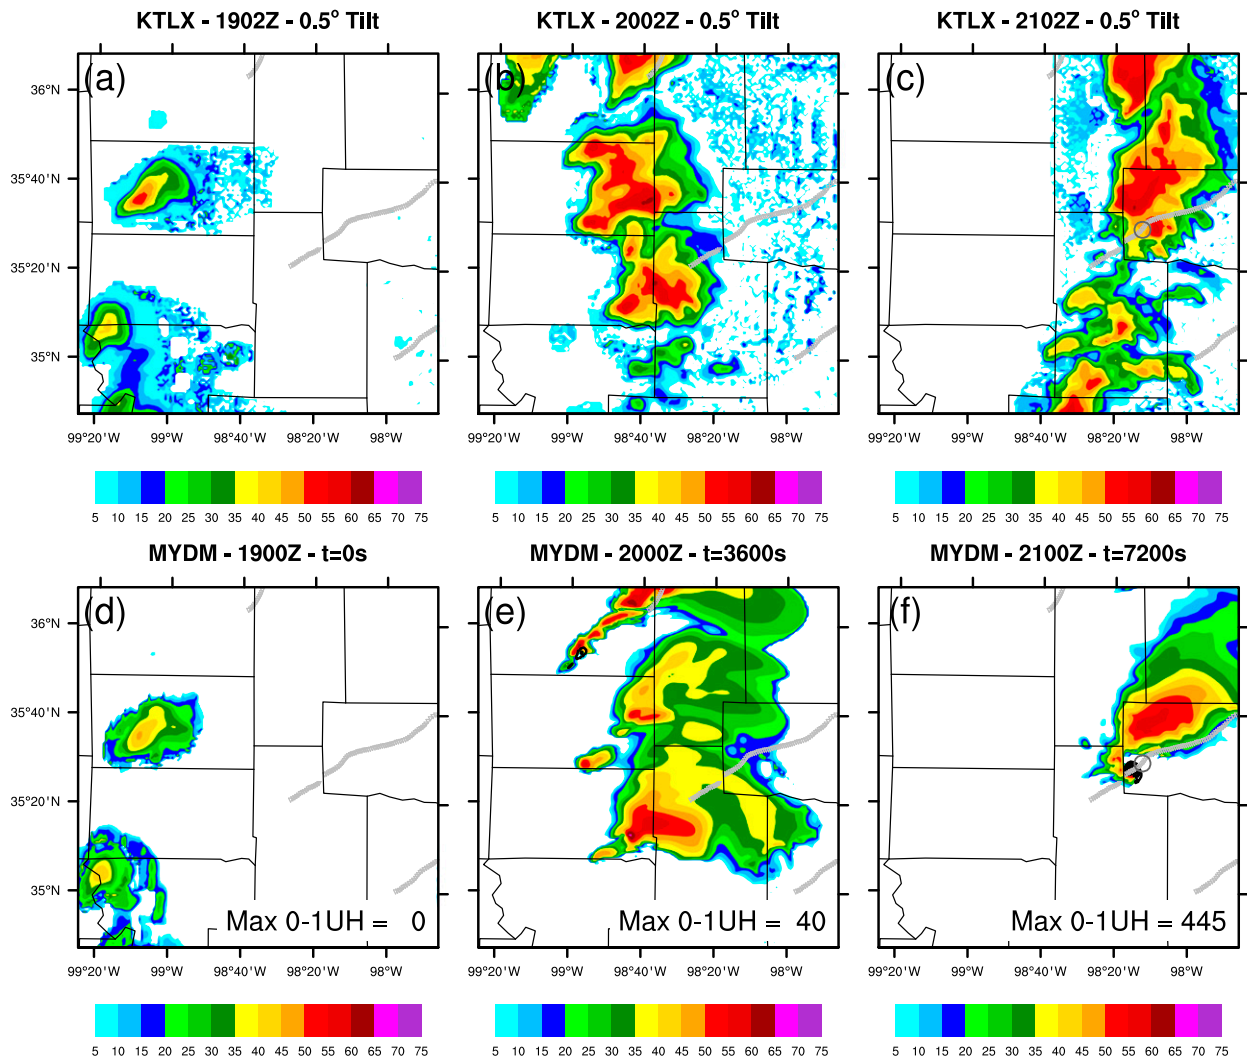 KTLX - 1902Z - 0.5° Tilt
KTLX - 2002Z - 0.5° Tilt
KTLX - 2102Z - 0.5° Tilt
(a)
(b)
(c)
36°N
35°40'N
35°20'N
35°N
99°20'W 99°W 98°40'W 98°20'W 98°W
99°20'W 99°W 98°40'W 98°20'W 98°W
99°20'W 99°W 98°40'W 98°20'W 98°W
5 10 15 20 25 30 35 40 45 50 55 60 65 70 75
5 10 15 20 25 30 35 40 45 50 55 60 65 70 75
5 10 15 20 25 30 35 40 45 50 55 60 65 70 75
MYDM - 1900Z - t=0s
MYDM - 2000Z - t=3600s
MYDM - 2100Z - t=7200s
(d)
(e)
(f)
36°N
35°40'N
35°20'N
35°N
Max 0-1UH = 0
Max 0-1UH = 40
Max 0-1UH = 445
99°20'W 99°W 98°40'W 98°20'W 98°W
99°20'W 99°W 98°40'W 98°20'W 98°W
99°20'W 99°W 98°40'W 98°20'W 98°W
5 10 15 20 25 30 35 40 45 50 55 60 65 70 75
5 10 15 20 25 30 35 40 45 50 55 60 65 70 75
5 10 15 20 25 30 35 40 45 50 55 60 65 70 75